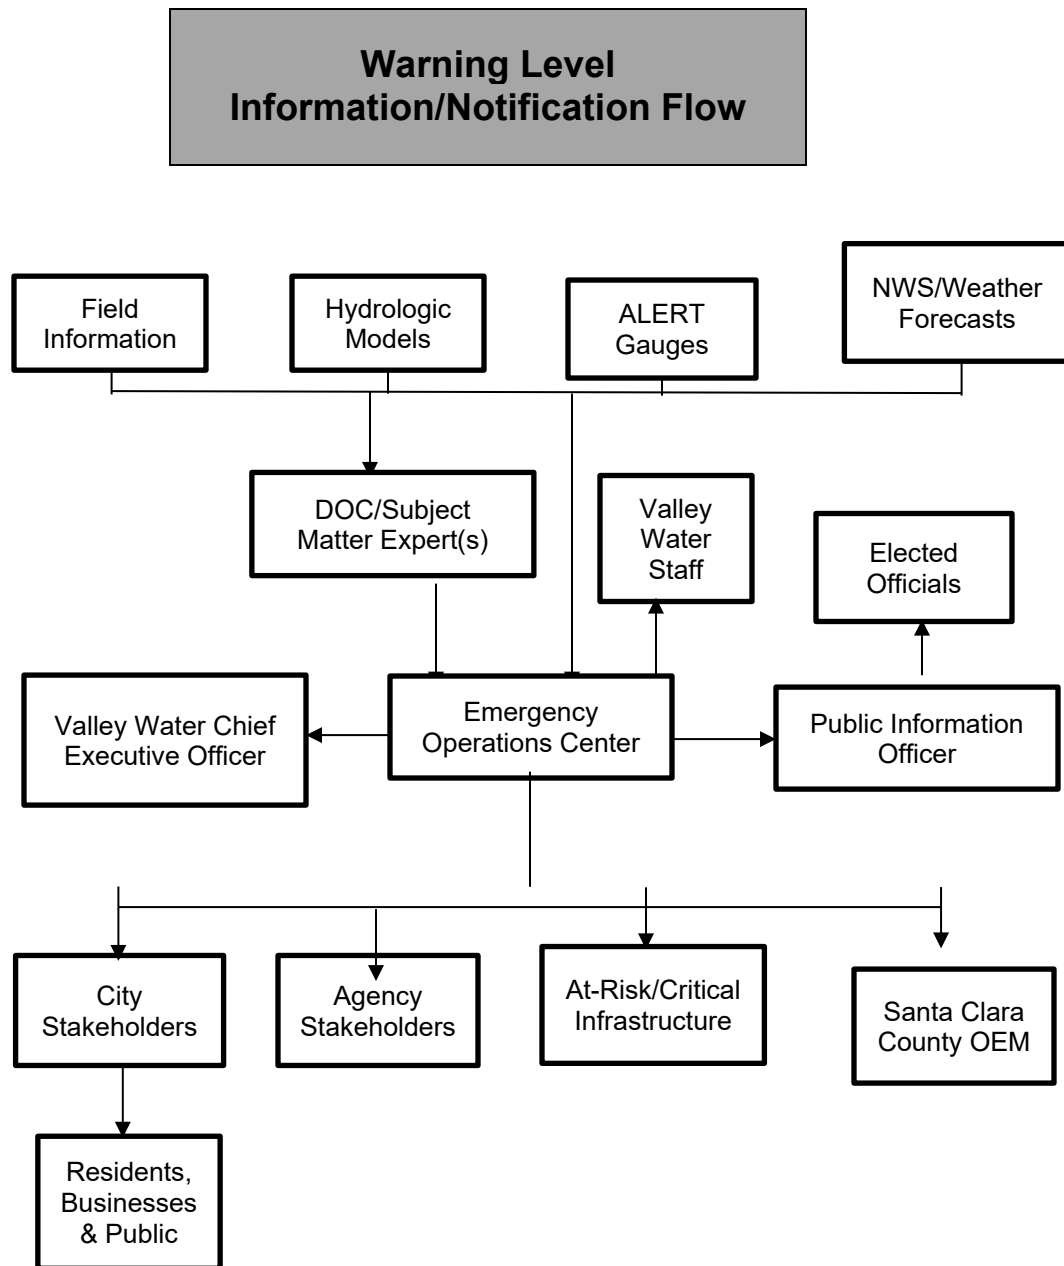 Warning Level
Information/Notification Flow
Field
Information
Hydrologic
Models
ALERT
Gauges
NWS/Weather
Forecasts
DOC/Subject
Matter Expert(s)
Valley
Water
Staff
Elected
Officials
Valley Water Chief
Executive Officer
Emergency
Operations Center
Public Information
Officer
City
Stakeholders
Agency
Stakeholders
At-Risk/Critical
Infrastructure
Santa Clara
County OEM
Residents,
Businesses
& Public